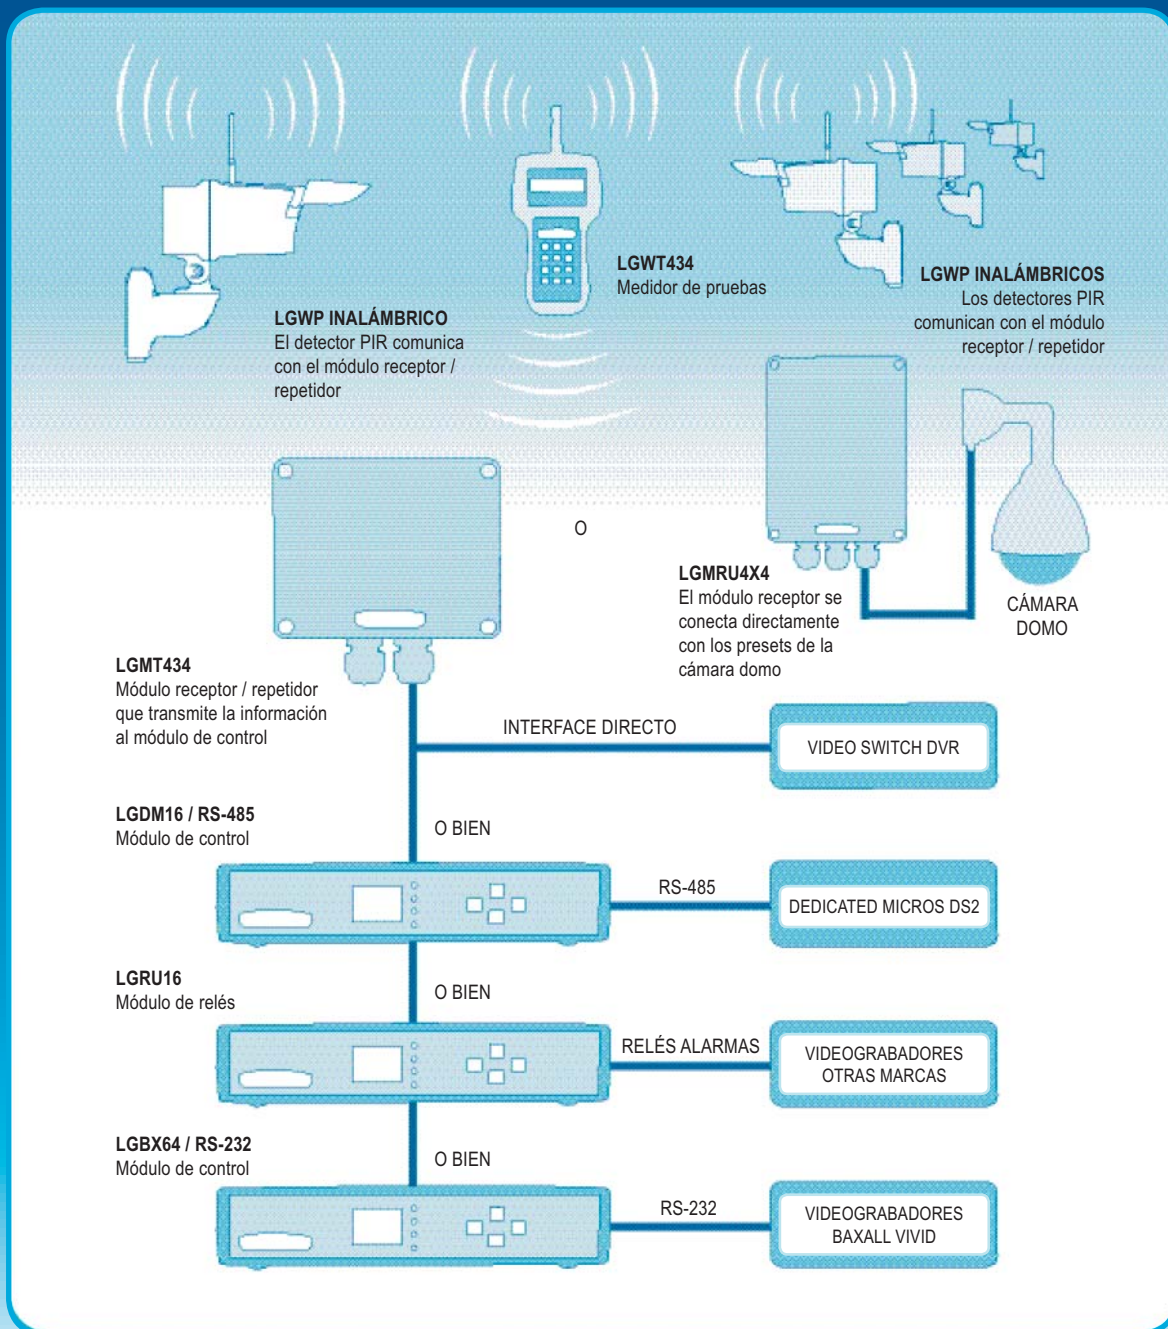 LGWT434
Medidor de pruebas
LGWP INALÁMBRICOS
Los detectores PIR
comunican con el módulo
receptor / repetidor
LGWP INALÁMBRICO
El detector PIR comunica
con el módulo receptor /
repetidor
O
LGMRU4X4
El módulo receptor se
conecta directamente
con los presets de la
cámara domo
CÁMARA
DOMO
LGMT434
Módulo receptor / repetidor
que transmite la información
al módulo de control
INTERFACE DIRECTO
VIDEO SWITCH DVR
LGDM16 / RS-485
Módulo de control
O BIEN
RS-485
DEDICATED MICROS DS2
LGRU16
Módulo de relés
O BIEN
RELÉS ALARMAS
VIDEOGRABADORES
OTRAS MARCAS
LGBX64 / RS-232
Módulo de control
O BIEN
RS-232
VIDEOGRABADORES
BAXALL VIVID